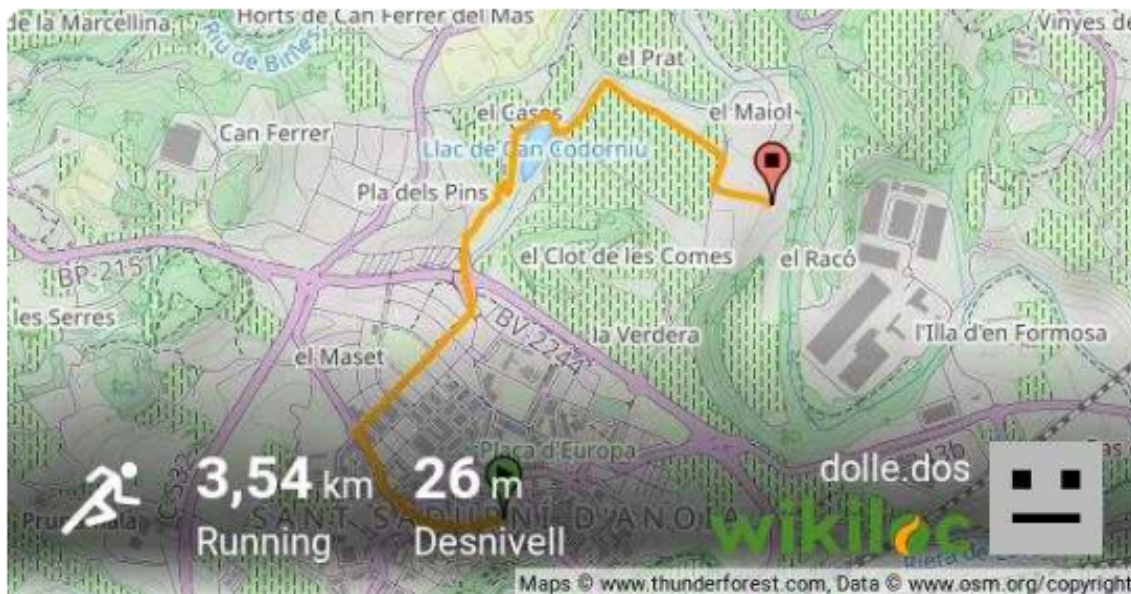 de la Marcellina
Horts de Can Ferrer del Mas
Vinyes de
Riu de Bitlles
el Prat
el Casos
el Maiol
Can Ferrer
Llac de Can Codorniu
Pla dels Pins
el Clot de les Comes
el Racó
BP-2151
les Serres
BV-2244
la Verdera
l'Illa d'en Formosa
el Maset
Plaça d'Europa
dolle.dos
3,54 km
26 m
SANT SADURNÍ D'ANOIA
wikiloc
Running
Desnivell
Maps © www.thunderforest.com, Data © www.osm.org/copyright